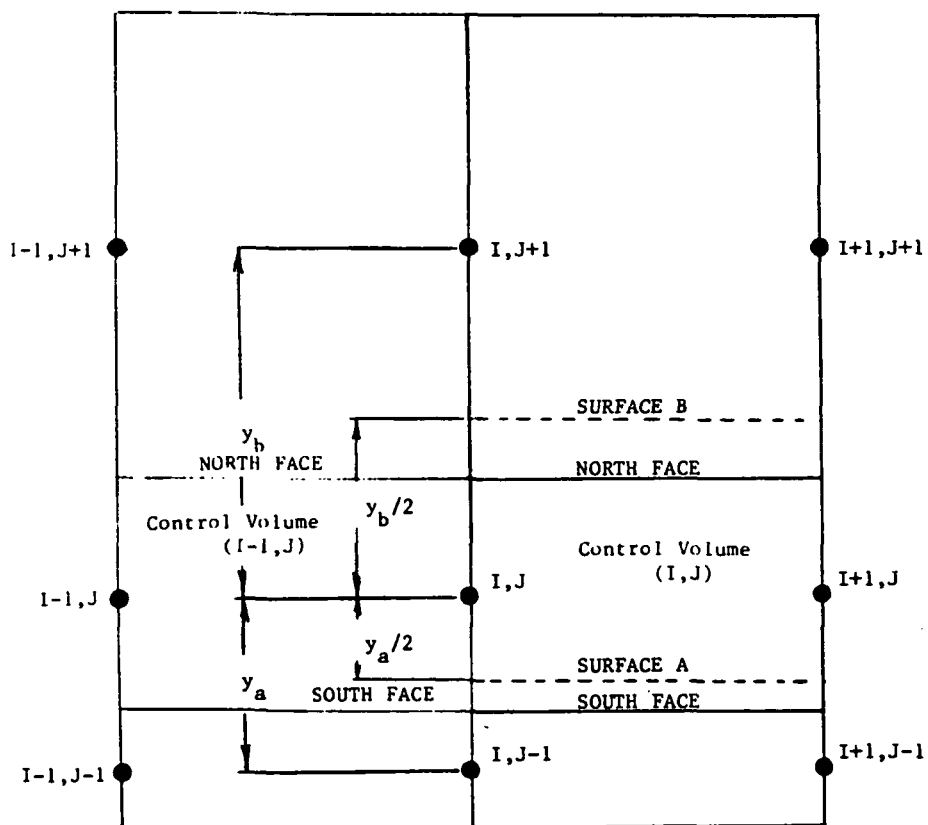 I-1,J+1
I,J+1
I+1,J+1
SURFACE B
y_b
NORTH FACE
NORTH FACE
y_b/2
Control Volume
(I-1,J)
Control Volume
(I,J)
I-1,J
I,J
I+1,J
y_a/2
SURFACE A
y_a
SOUTH FACE
SOUTH FACE
I-1,J-1
I,J-1
I+1,J-1